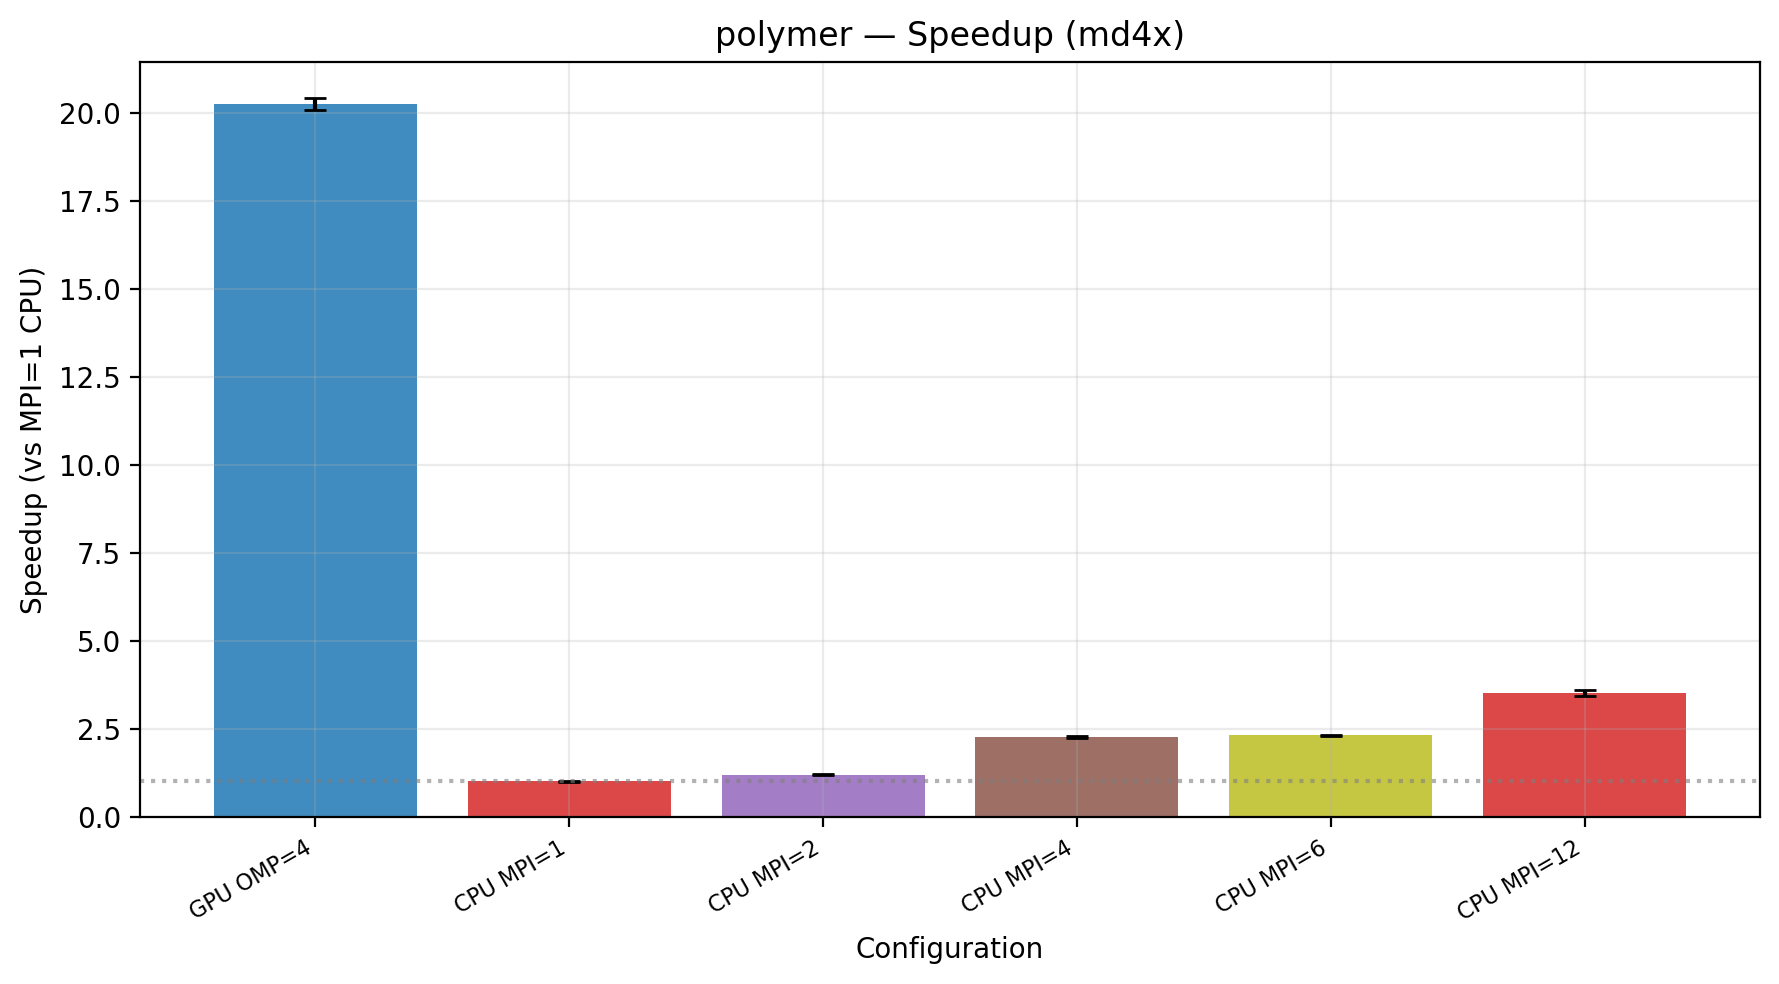 polymer — Speedup (md4x)
Speedup (vs MPI=1 CPU)
20.0
17.5
15.0
12.5
10.0
7.5
5.0
2.5
0.0
GPU OMP=4
CPU MPI=1
CPU MPI=2
CPU MPI=4
CPU MPI=6
CPU MPI=12
Configuration